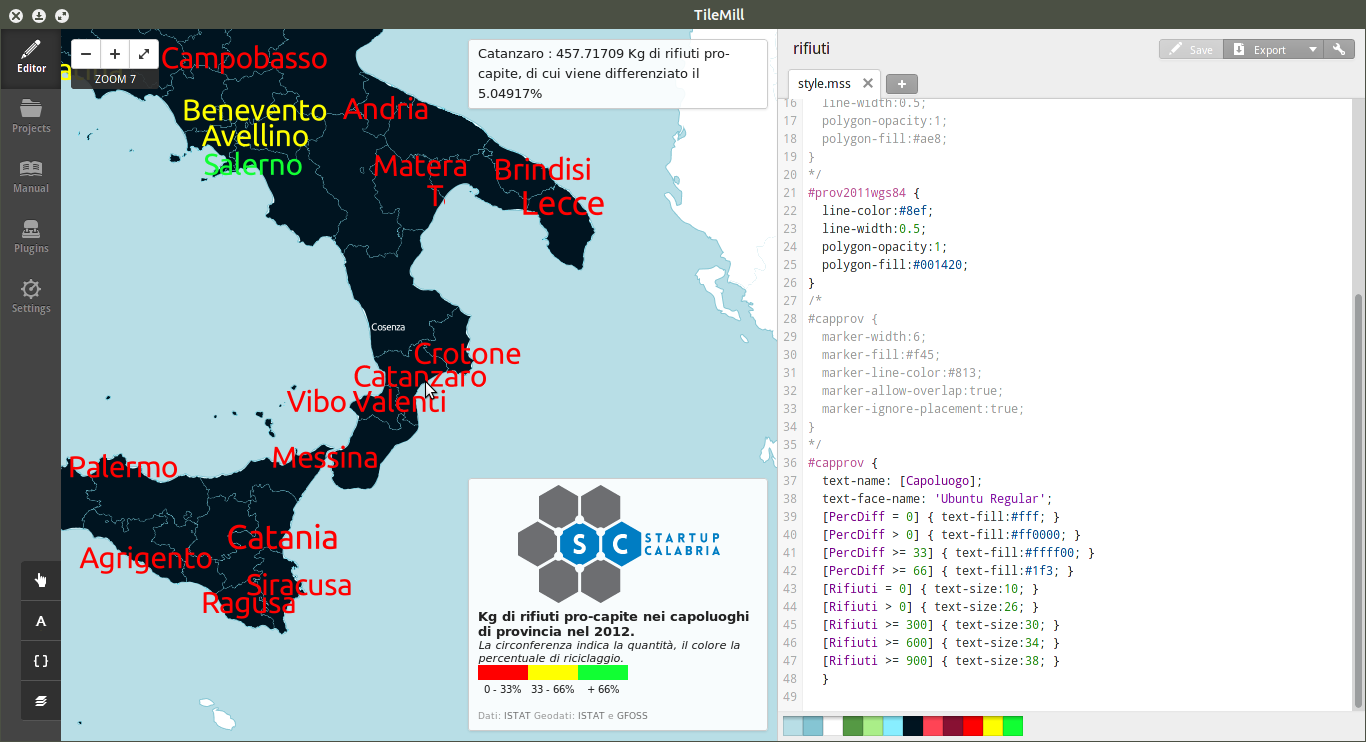 TileMill
Editor
Projects
Manual
Plugins
Settings
A
{ }
− + ⤢
ZOOM 7
Campobasso
Benevento
Avellino
Salerno
Andria
Matera
T.
Brindisi
Lecce
Cosenza
Crotone
Catanzaro
Vibo Valenti
Messina
Palermo
Catania
Agrigento
Siracusa
Ragusa
Catanzaro : 457.71709 Kg di rifiuti pro-
capite, di cui viene differenziato il
5.04917%
S C STARTUP
CALABRIA
Kg di rifiuti pro-capite nei capoluoghi
di provincia nel 2012.
La circonferenza indica la quantità, il colore la
percentuale di riciclaggio.
0 - 33% 33 - 66% + 66%
Dati: ISTAT Geodati: ISTAT e GFOSS
rifiuti
Save Export
style.mss +
16 line-width:0.5;
17 polygon-opacity:1;
18 polygon-fill:#ae8;
19 }
20 */
21 #prov2011wgs84 {
22 line-color:#8ef;
23 line-width:0.5;
24 polygon-opacity:1;
25 polygon-fill:#001420;
26 }
27 /*
28 #capprov {
29 marker-width:6;
30 marker-fill:#f45;
31 marker-line-color:#813;
32 marker-allow-overlap:true;
33 marker-ignore-placement:true;
34 }
35 */
36 #capprov {
37 text-name: [Capoluogo];
38 text-face-name: 'Ubuntu Regular';
39 [PercDiff = 0] { text-fill:#fff; }
40 [PercDiff > 0] { text-fill:#ff0000; }
41 [PercDiff >= 33] { text-fill:#ffff00; }
42 [PercDiff >= 66] { text-fill:#1f3; }
43 [Rifiuti = 0] { text-size:10; }
44 [Rifiuti > 0] { text-size:26; }
45 [Rifiuti >= 300] { text-size:30; }
46 [Rifiuti >= 600] { text-size:34; }
47 [Rifiuti >= 900] { text-size:38; }
48 }
49